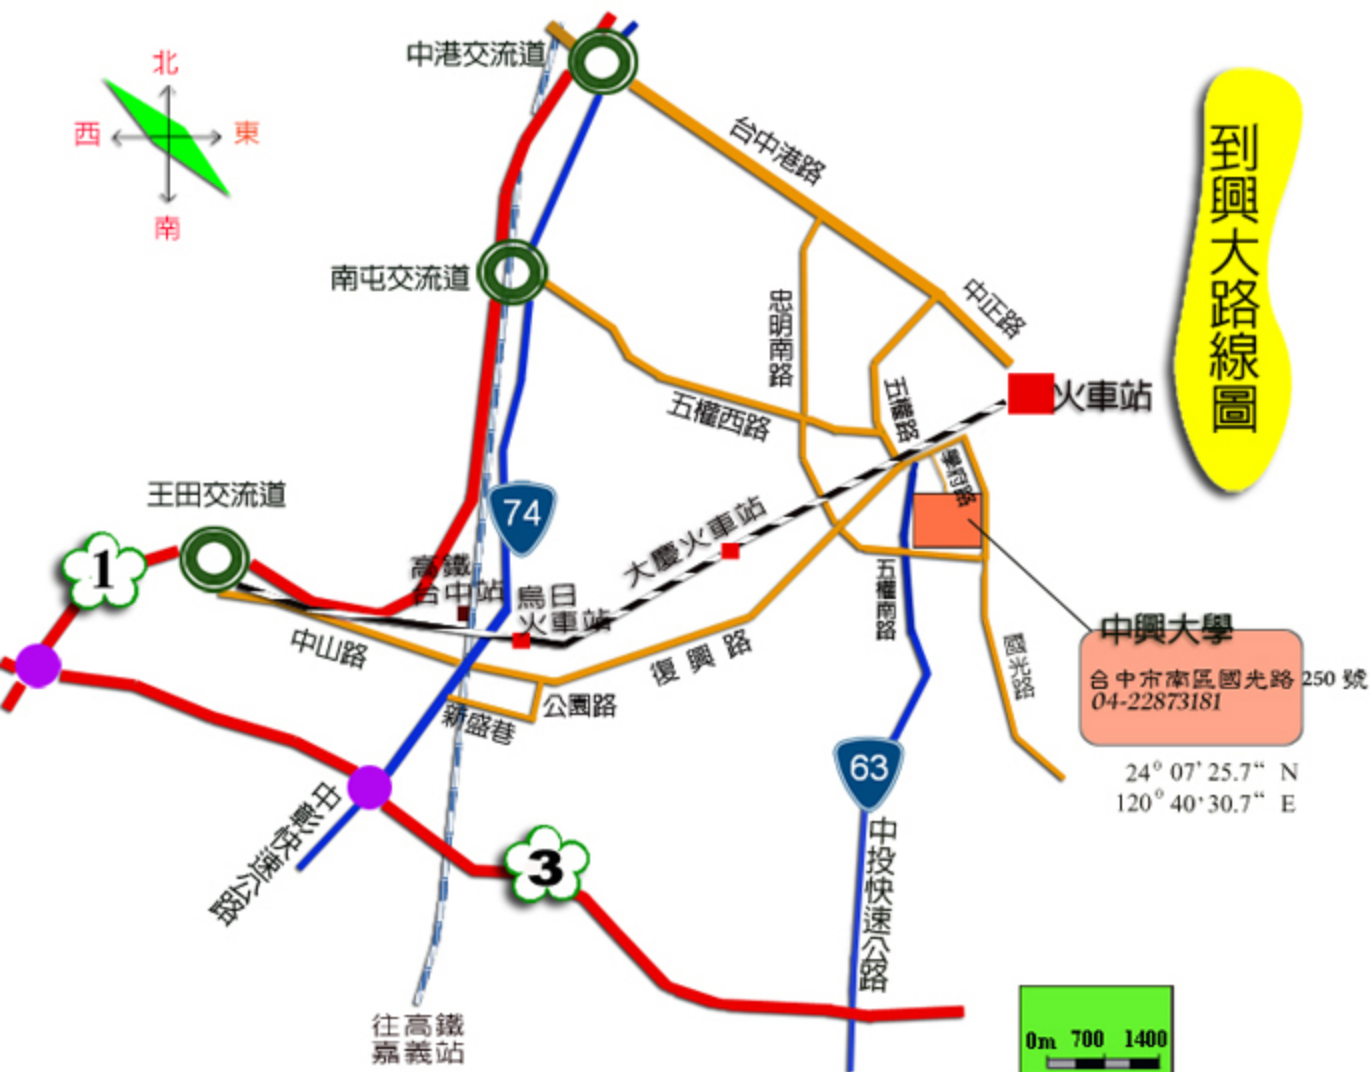 中港交流道
北
西
東
南
台中港路
到興大路線圖
南屯交流道
忠明南路
中正路
五權西路
五權路
火車站
學府路
王田交流道
74
大慶火車站
1
高鐵
台中站
烏日
火車站
五權南路
中山路
復興路
國光路
中興大學
台中市南區國光路 250 號
04-22873181
公園路
新盛巷
63
24° 07' 25.7“ N
120° 40' 30.7“ E
中彰快速公路
3
中投快速公路
往高鐵
嘉義站
0m 700 1400